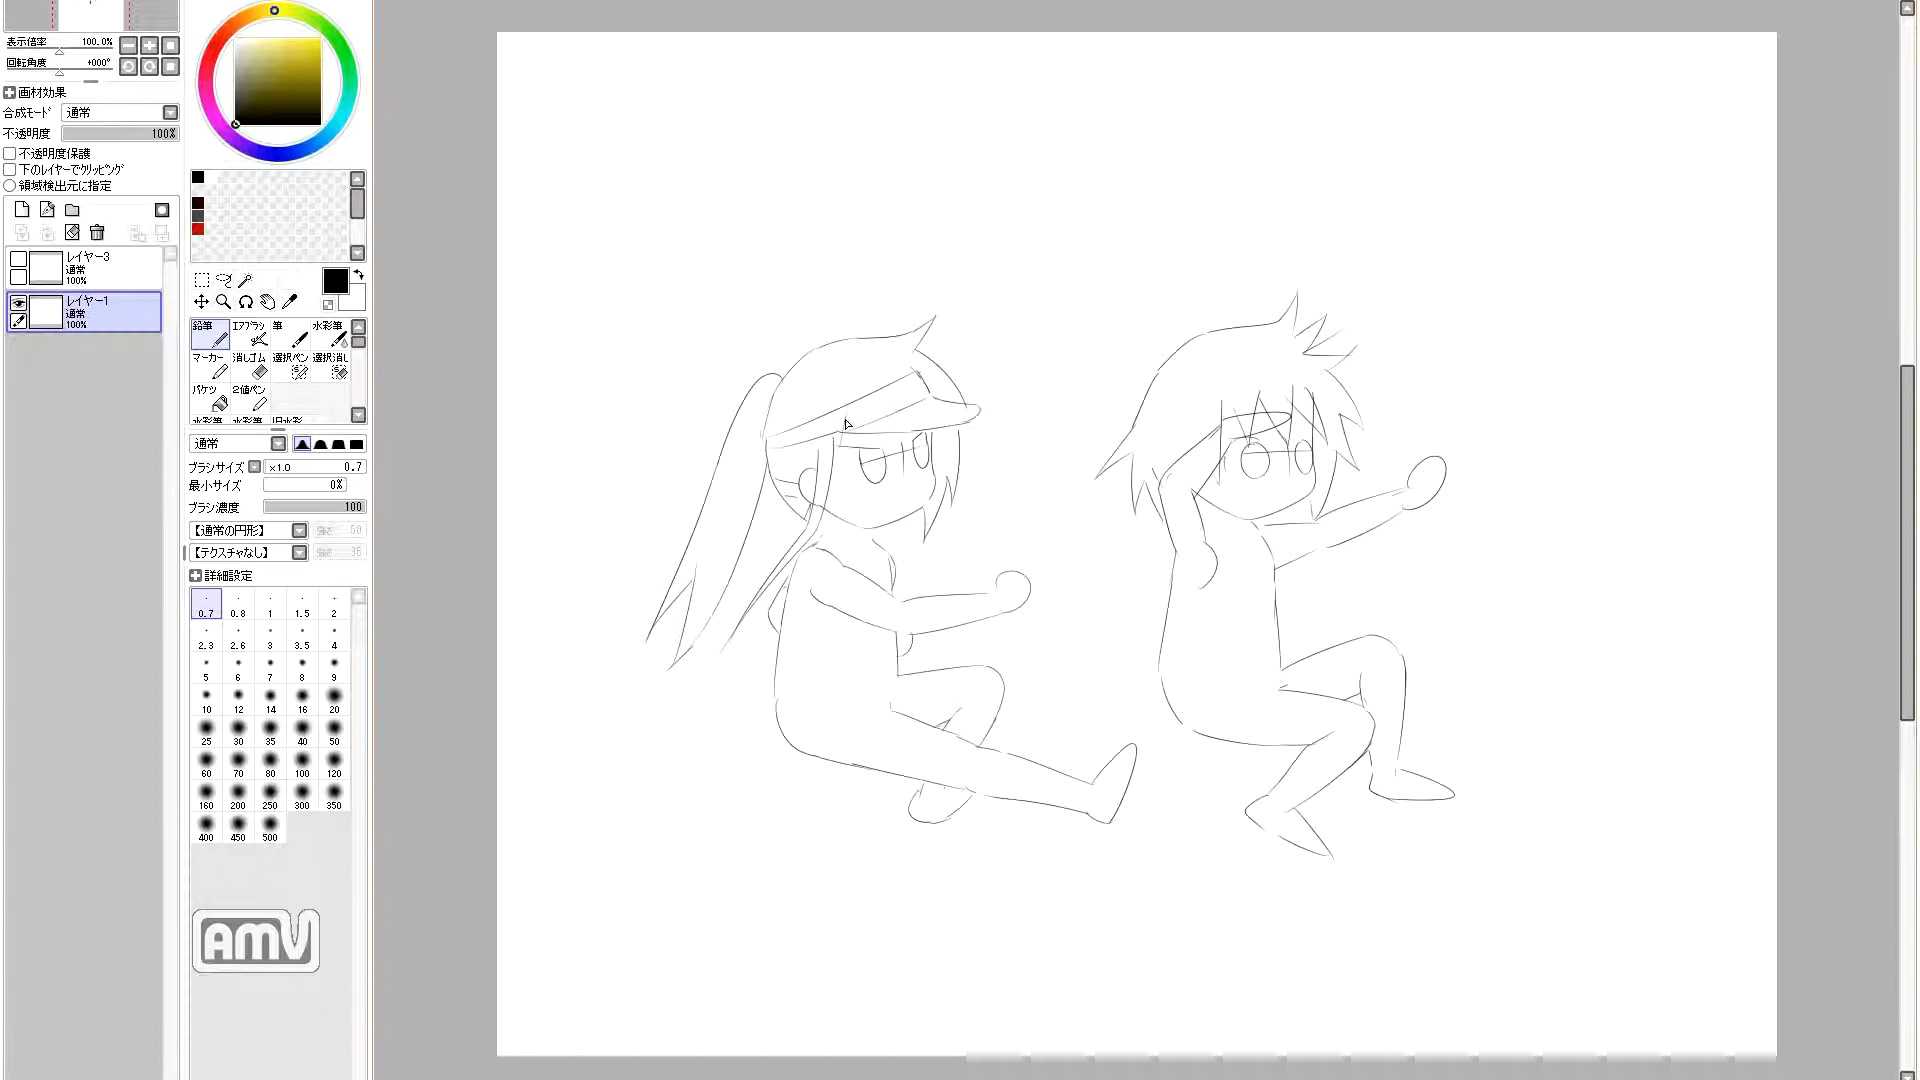 表示倍率 100.0%
回転角度 +000°
画材効果
合成ﾓｰﾄﾞ 通常
不透明度 100%
不透明度保護
下のﾚｲﾔｰでｸﾘｯﾋﾟﾝｸﾞ
領域検出元に指定
レイヤー3
通常
100%
レイヤー1
通常
100%
鉛筆 エアブラシ 筆 水彩筆
マーカー 消しゴム 選択ペン 選択消し
バケツ 2値ペン
通常
ブラシサイズ x1.0 0.7
最小サイズ 0%
ブラシ濃度 100
【通常の円形】 50
【テクスチャなし】
詳細設定
0.7 0.8 1 1.5 2
2.3 2.6 3 3.5 4
5 6 7 8 9
10 12 14 16 20
25 30 35 40 50
60 70 80 100 120
160 200 250 300 350
400 450 500
AMV